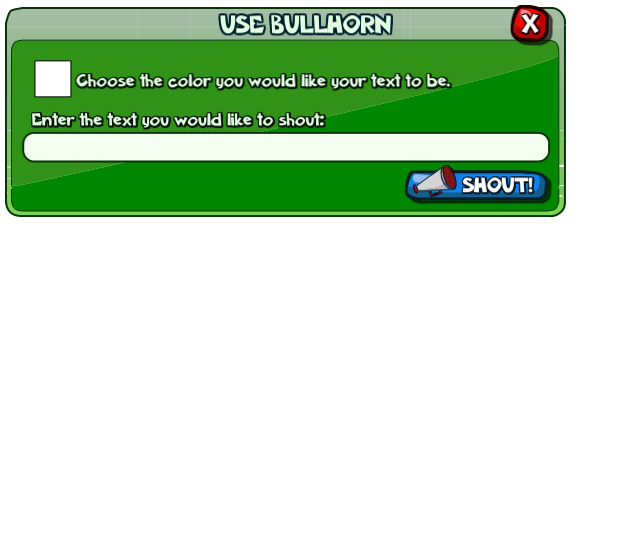 USE BULLHORN
X
Choose the color you would like your text to be.
Enter the text you would like to shout:
SHOUT!